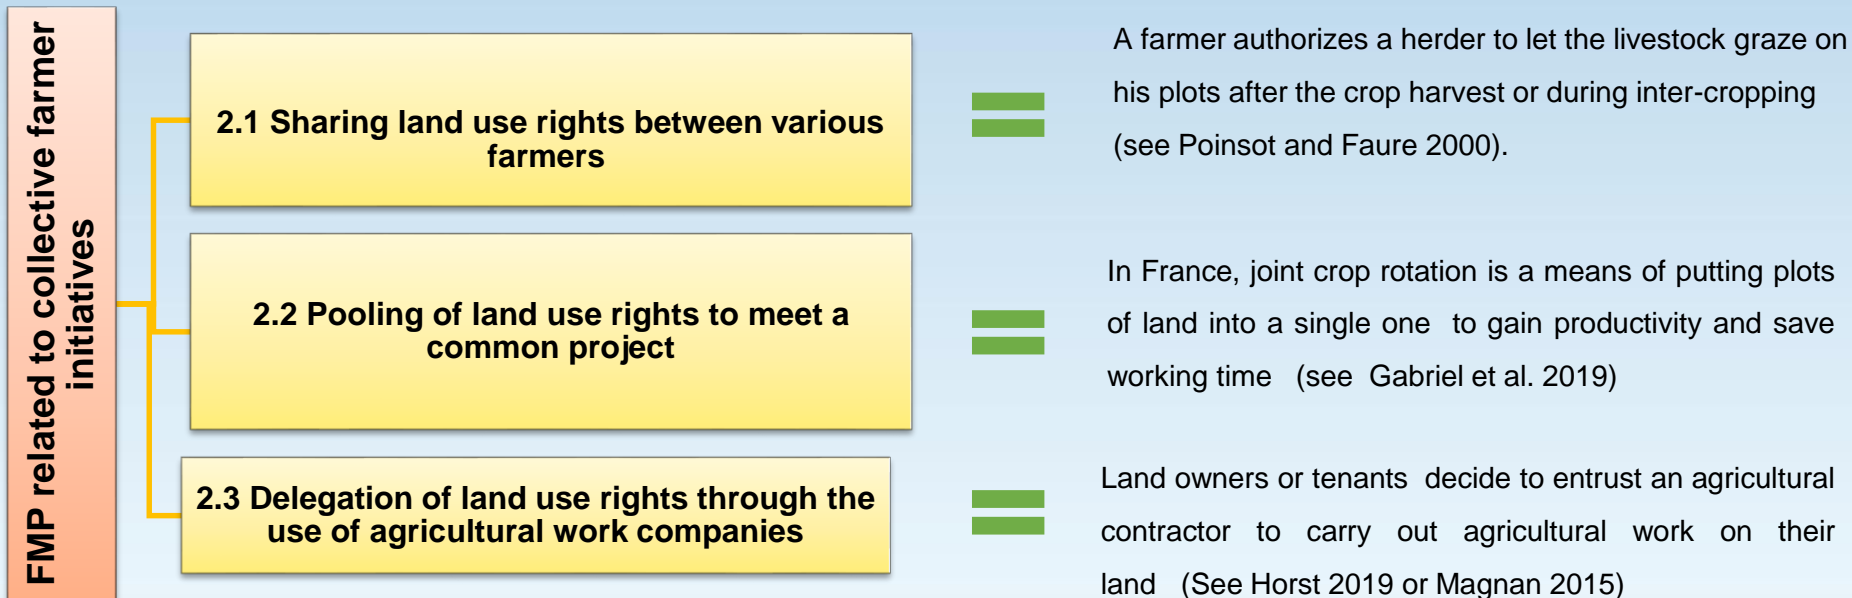 FMP related to collective farmer
initiatives
2.1 Sharing land use rights between various
farmers
A farmer authorizes a herder to let the livestock graze on
his plots after the crop harvest or during inter-cropping
(see Poinsot and Faure 2000).
2.2 Pooling of land use rights to meet a
common project
In France, joint crop rotation is a means of putting plots
of land into a single one to gain productivity and save
working time (see Gabriel et al. 2019)
2.3 Delegation of land use rights through the
use of agricultural work companies
Land owners or tenants decide to entrust an agricultural
contractor to carry out agricultural work on their
land (See Horst 2019 or Magnan 2015)